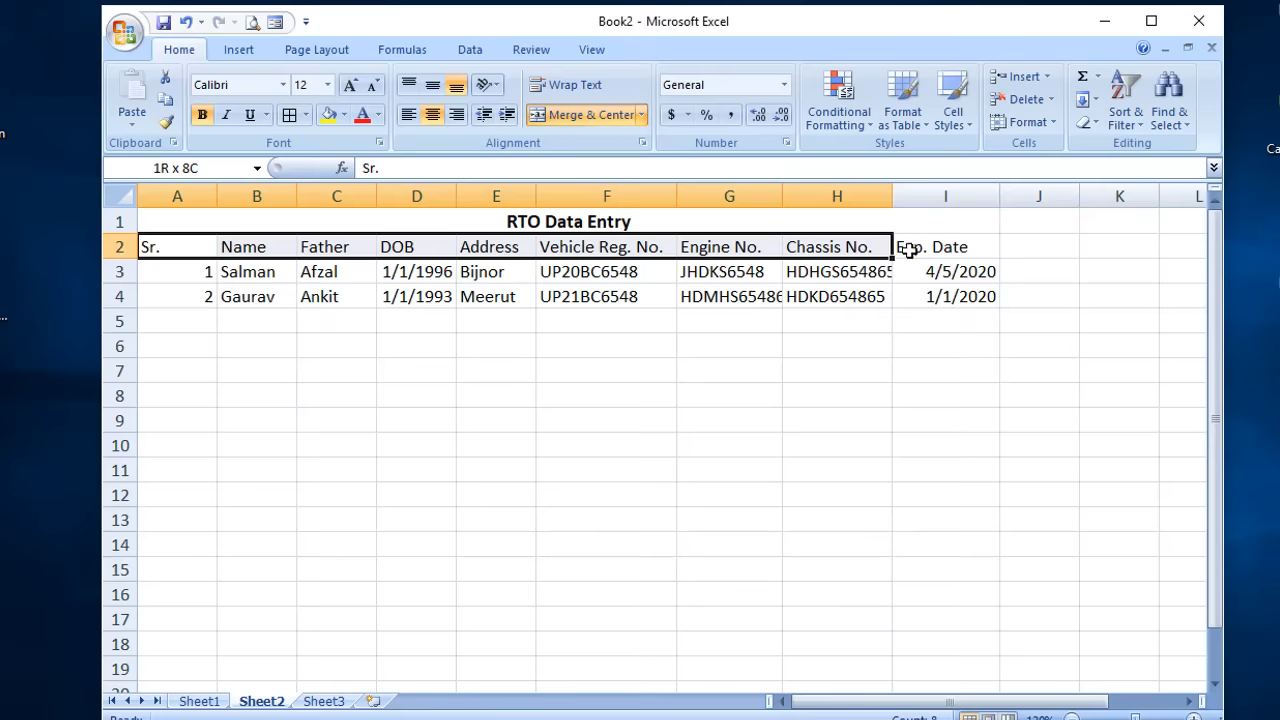 Book2 - Microsoft Excel
Home Insert Page Layout Formulas Data Review View
Paste
Calibri 12
B I U
A A
Wrap Text
Merge & Center
General
$ % ,
Conditional Formatting
Format as Table
Cell Styles
Insert
Delete
Format
Σ
Sort & Filter
Find & Select
Clipboard Font Alignment Number Styles Cells Editing
1R x 8C fx Sr.
A B C D E F G H I J K L
1 RTO Data Entry
2 Sr. Name Father DOB Address Vehicle Reg. No. Engine No. Chassis No. Date
3 1 Salman Afzal 1/1/1996 Bijnor UP20BC6548 JHDKS6548 HDHGS654865 4/5/2020
4 2 Gaurav Ankit 1/1/1993 Meerut UP21BC6548 HDMHS65486 HDKD654865 1/1/2020
5
6
7
8
9
10
11
12
13
14
15
16
17
18
19
Sheet1 Sheet2 Sheet3